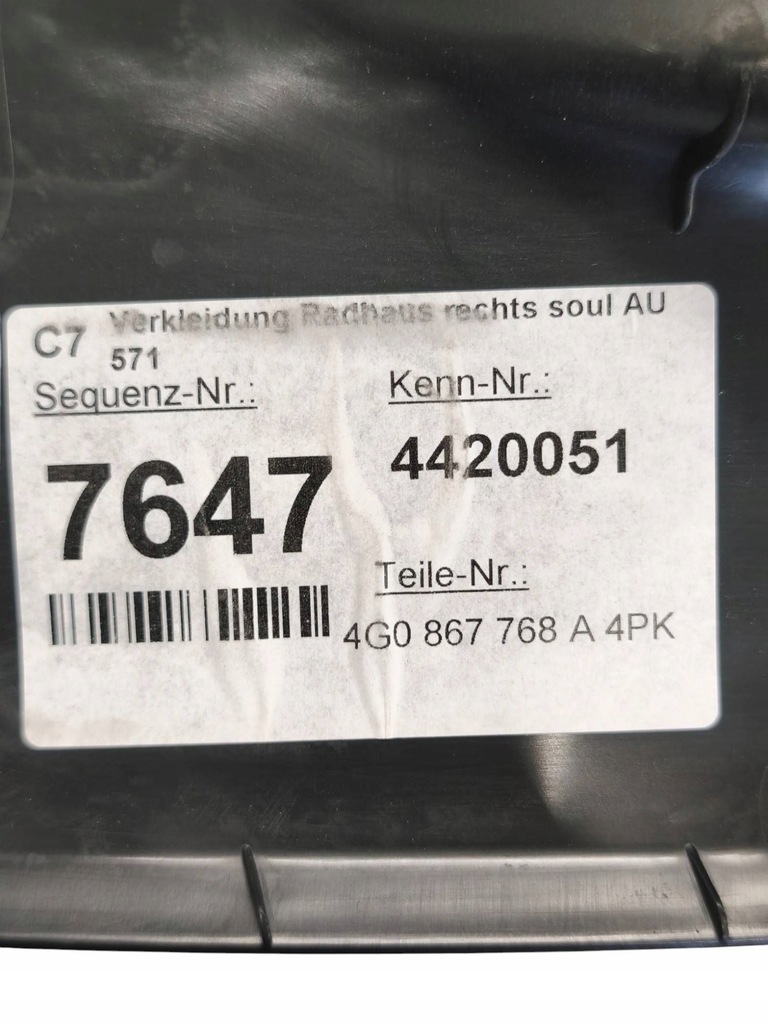 C7 Verkleidung Radhaus rechts soul AU
571
Sequenz-Nr.: Kenn-Nr.:
7647 4420051
Teile-Nr.:
4G0 867 768 A 4PK